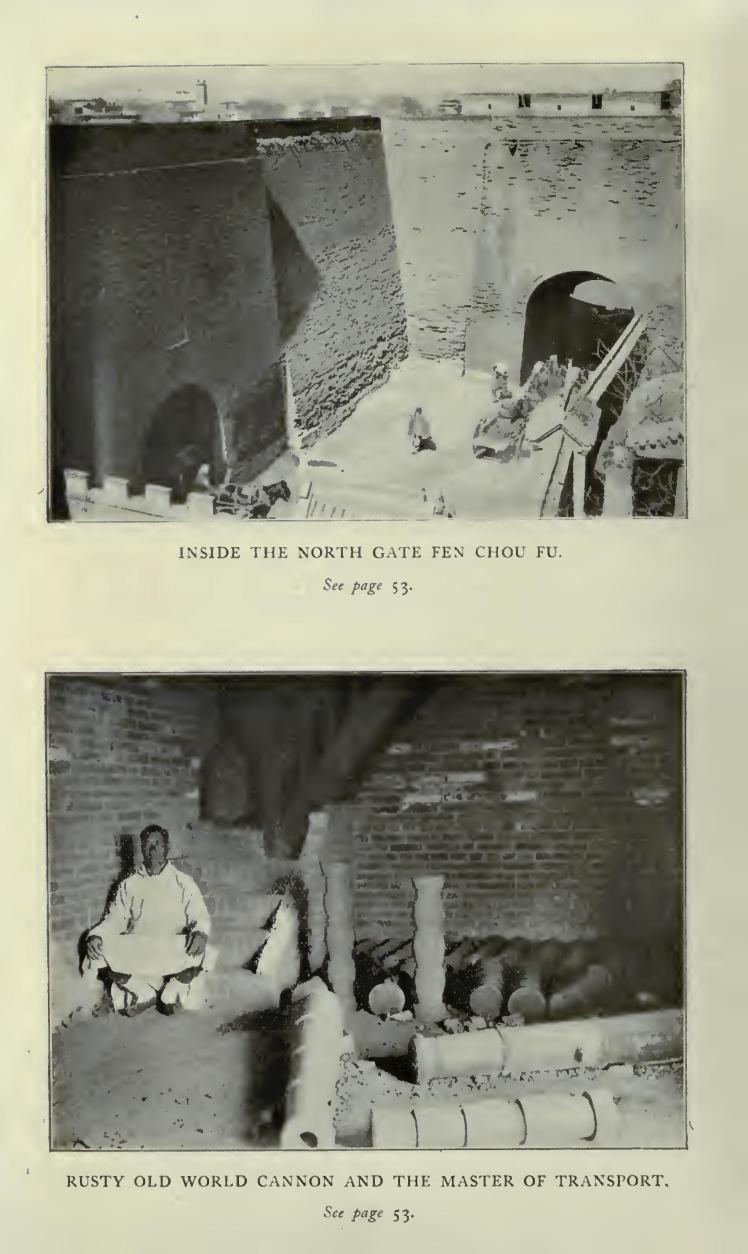 INSIDE THE NORTH GATE FEN CHOU FU.
See page 53.
RUSTY OLD WORLD CANNON AND THE MASTER OF TRANSPORT.
See page 53.